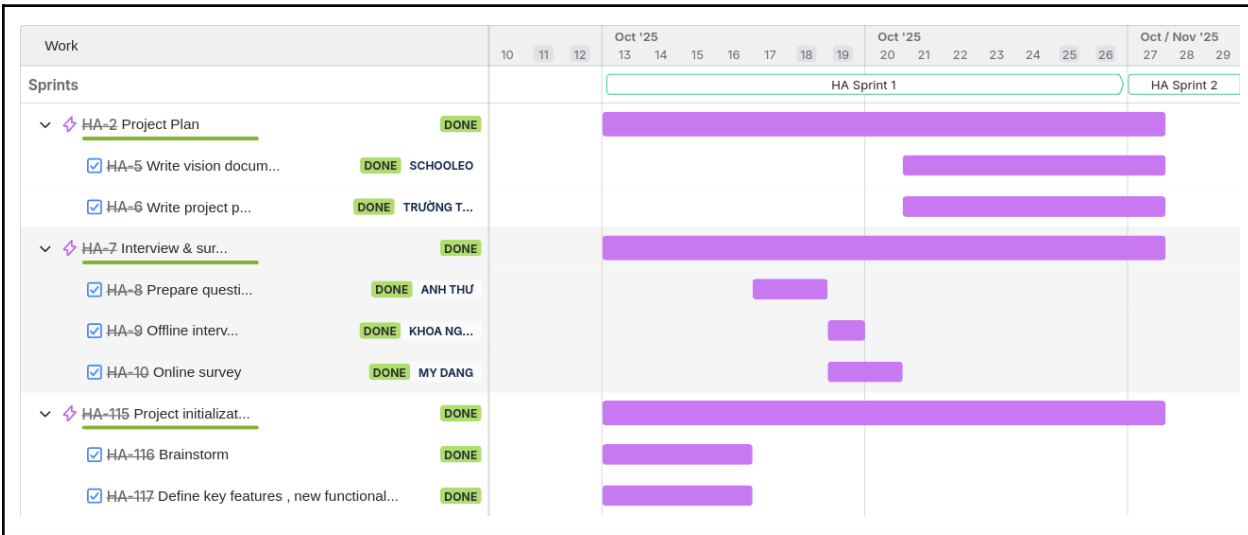 Work
Oct '25 Oct '25 Oct / Nov '25
10 11 12 13 14 15 16 17 18 19 20 21 22 23 24 25 26 27 28 29
Sprints HA Sprint 1 HA Sprint 2
HA-2 Project Plan DONE
HA-5 Write vision docum... DONE SCHOOLEO
HA-6 Write project p... DONE TRƯỜNG T...
HA-7 Interview & sur... DONE
HA-8 Prepare questi... DONE ANH THƯ
HA-9 Offline interv... DONE KHOA NG...
HA-10 Online survey DONE MY DANG
HA-115 Project initializat... DONE
HA-116 Brainstorm DONE
HA-117 Define key features , new functional... DONE